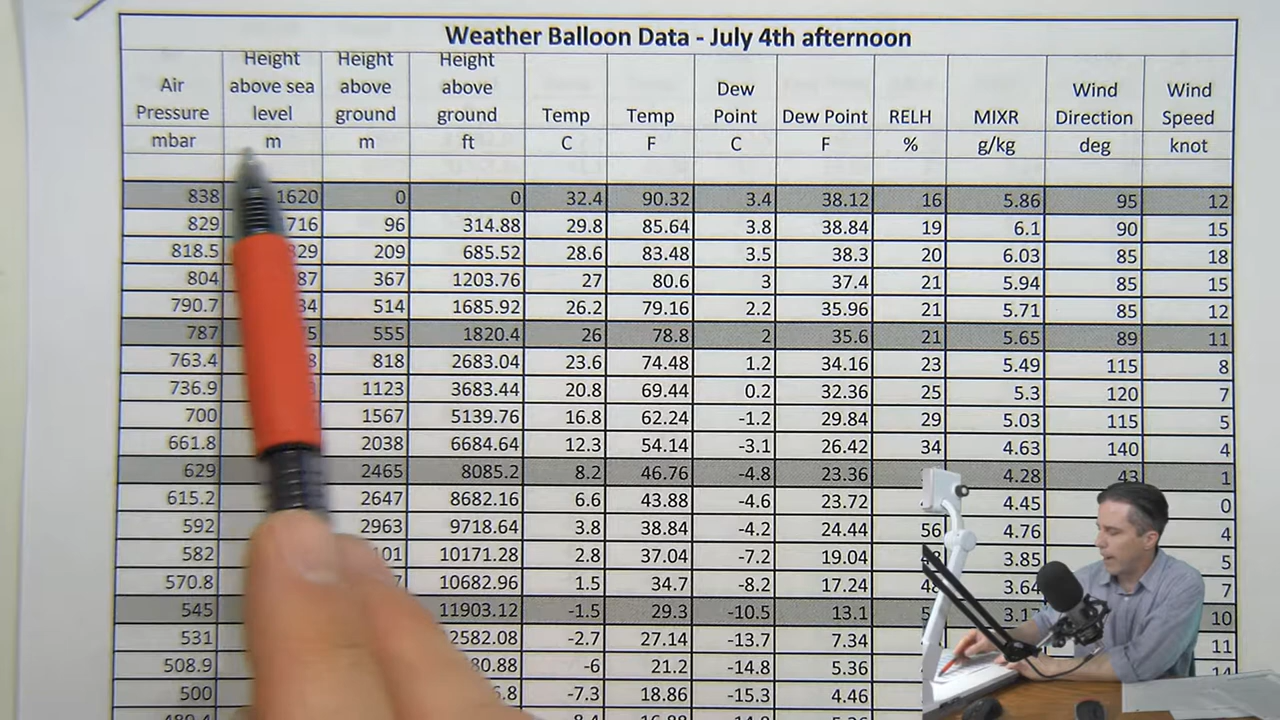 Weather Balloon Data - July 4th afternoon
Air Pressure Height above sea level Height above ground Height above ground Temp Temp Dew Point Dew Point RELH MIXR Wind Direction Wind Speed
mbar m m ft C F C F % g/kg deg knot
838 1620 0 0 32.4 90.32 3.4 38.12 16 5.86 95 12
829 96 314.88 29.8 85.64 3.8 38.84 19 6.1 90 15
818.5 209 685.52 28.6 83.48 3.5 38.3 20 6.03 85 18
804 367 1203.76 27 80.6 3 37.4 21 5.94 85 15
790.7 514 1685.92 26.2 79.16 2.2 35.96 21 5.71 85 12
787 555 1820.4 26 78.8 2 35.6 21 5.65 89 11
763.4 818 2683.04 23.6 74.48 1.2 34.16 23 5.49 115 8
736.9 1123 3683.44 20.8 69.44 0.2 32.36 25 5.3 120 7
700 1567 5139.76 16.8 62.24 -1.2 29.84 29 5.03 115 5
661.8 2038 6684.64 12.3 54.14 -3.1 26.42 34 4.63 140 4
629 2465 8085.2 8.2 46.76 -4.8 23.36 4.28 43 1
615.2 2647 8682.16 6.6 43.88 -4.6 23.72 4.45 0
592 2963 9718.64 3.8 38.84 -4.2 24.44 56 4.76 4
582 10171.28 2.8 37.04 -7.2 19.04 3.85 5
570.8 10682.96 1.5 34.7 -8.2 17.24 3.64 7
545 11903.12 -1.5 29.3 -10.5 13.1 10
531 -2.7 27.14 -13.7 7.34 11
508.9 -6 21.2 -14.8 5.36
500 -7.3 18.86 -15.3 4.46